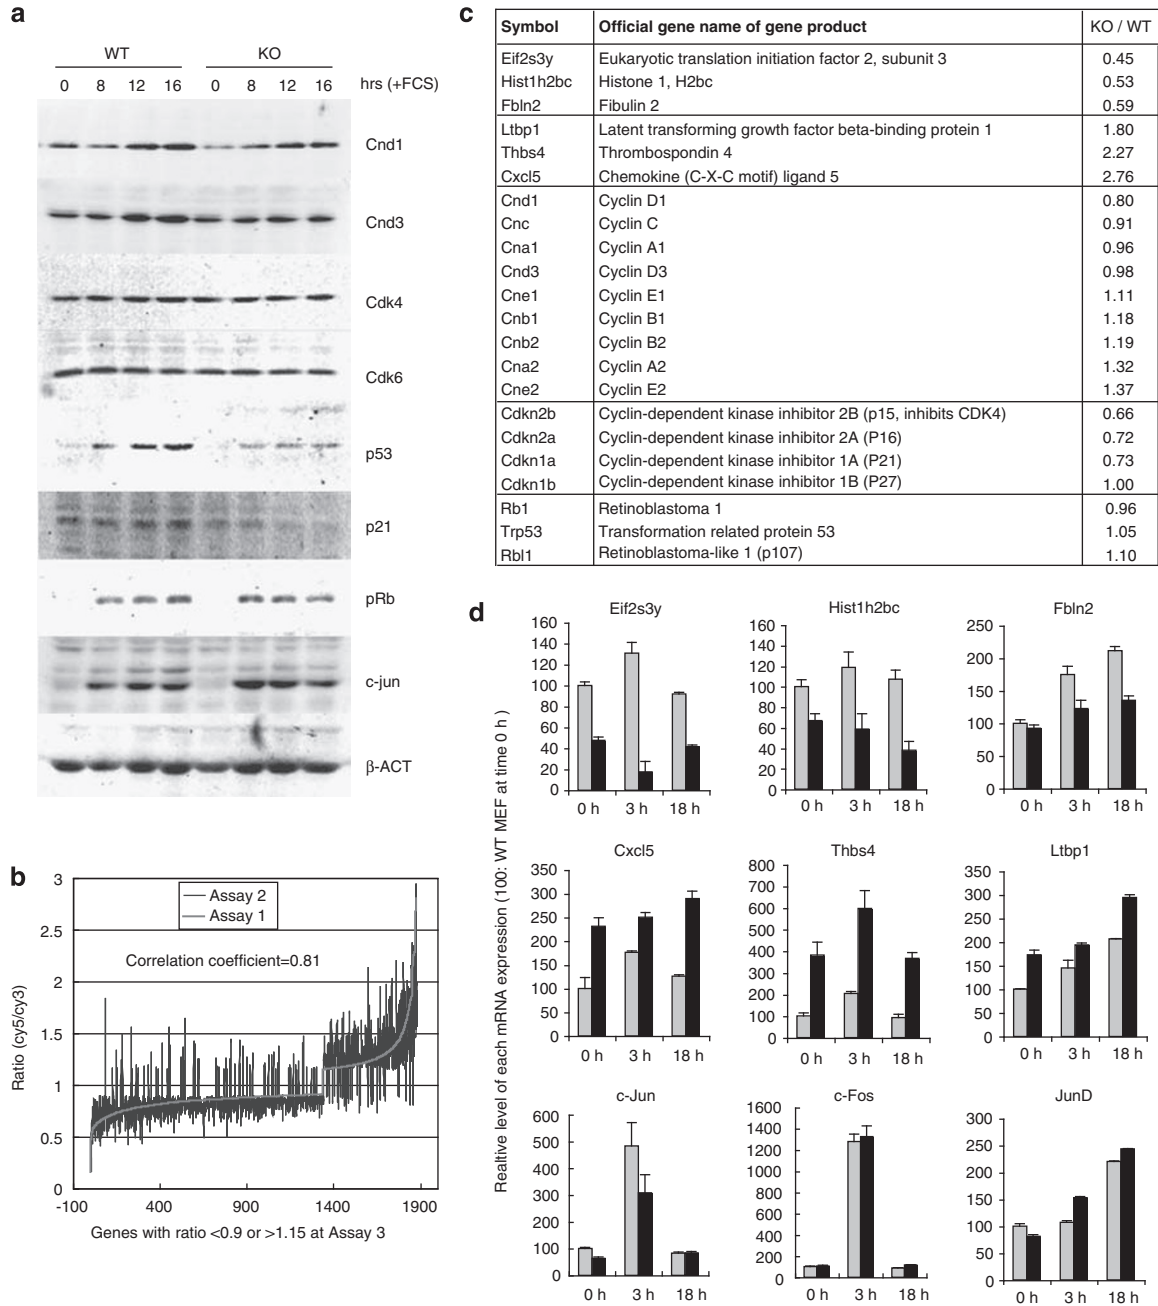 a
WT KO
0 8 12 16 0 8 12 16 hrs (+FCS)
Cnd1
Cnd3
Cdk4
Cdk6
p53
p21
pRb
c-jun
β-ACT
b
3
2.5
2
1.5
1
0.5
0
Ratio (cy5/cy3)
Assay 2
Assay 1
Correlation coefficient=0.81
-100 400 900 1400 1900
Genes with ratio <0.9 or >1.15 at Assay 3
c
Symbol Official gene name of gene product KO / WT
Eif2s3y Eukaryotic translation initiation factor 2, subunit 3 0.45
Hist1h2bc Histone 1, H2bc 0.53
Fbln2 Fibulin 2 0.59
Ltbp1 Latent transforming growth factor beta-binding protein 1 1.80
Thbs4 Thrombospondin 4 2.27
Cxcl5 Chemokine (C-X-C motif) ligand 5 2.76
Cnd1 Cyclin D1 0.80
Cnc Cyclin C 0.91
Cna1 Cyclin A1 0.96
Cnd3 Cyclin D3 0.98
Cne1 Cyclin E1 1.11
Cnb1 Cyclin B1 1.18
Cnb2 Cyclin B2 1.19
Cna2 Cyclin A2 1.32
Cne2 Cyclin E2 1.37
Cdkn2b Cyclin-dependent kinase inhibitor 2B (p15, inhibits CDK4) 0.66
Cdkn2a Cyclin-dependent kinase inhibitor 2A (P16) 0.72
Cdkn1a Cyclin-dependent kinase inhibitor 1A (P21) 0.73
Cdkn1b Cyclin-dependent kinase inhibitor 1B (P27) 1.00
Rb1 Retinoblastoma 1 0.96
Trp53 Transformation related protein 53 1.05
Rbl1 Retinoblastoma-like 1 (p107) 1.10
d
Realtive level of each mRNA expression (100: WT MEF at time 0 h )
Eif2s3y
160
140
120
100
80
60
40
20
0
0 h 3 h 18 h
Hist1h2bc
160
140
120
100
80
60
40
20
0
0 h 3 h 18 h
Fbln2
250
200
150
100
50
0
0 h 3 h 18 h
Cxcl5
350
300
250
200
150
100
50
0
0 h 3 h 18 h
Thbs4
800
700
600
500
400
300
200
100
0
0 h 3 h 18 h
Ltbp1
350
300
250
200
150
100
50
0
0 h 3 h 18 h
c-Jun
600
500
400
300
200
100
0
0 h 3 h 18 h
c-Fos
1600
1400
1200
1000
800
600
400
200
0
0 h 3 h 18 h
JunD
300
250
200
150
100
50
0
0 h 3 h 18 h